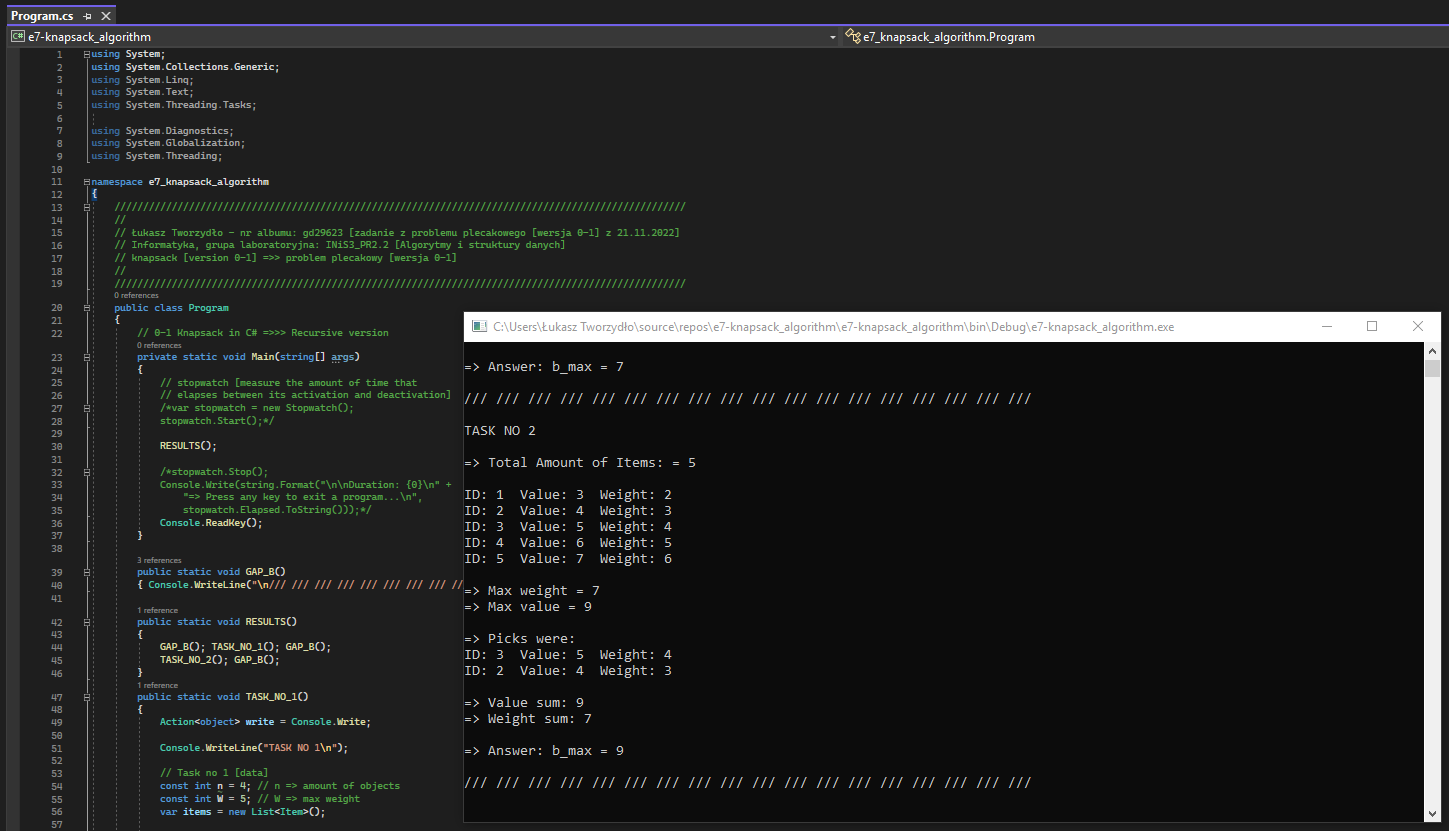 Program.cs
e7-knapsack_algorithm
e7_knapsack_algorithm.Program
1 using System;
2 using System.Collections.Generic;
3 using System.Linq;
4 using System.Text;
5 using System.Threading.Tasks;
6
7 using System.Diagnostics;
8 using System.Globalization;
9 using System.Threading;
10
11 namespace e7_knapsack_algorithm
12 {
13 ////////////////////////////////////////////////////////////////////////////////////////////////////
14 //
15 // Łukasz Tworzydło - nr albumu: gd29623 [zadanie z problemu plecakowego [wersja 0-1] z 21.11.2022]
16 // Informatyka, grupa laboratoryjna: INiS3_PR2.2 [Algorytmy i struktury danych]
17 // knapsack [version 0-1] =>> problem plecakowy [wersja 0-1]
18 //
19 ////////////////////////////////////////////////////////////////////////////////////////////////////
0 references
20 public class Program
21 {
22 // 0-1 Knapsack in C# =>>> Recursive version
0 references
23 private static void Main(string[] args)
24 {
25 // stopwatch [measure the amount of time that
26 // elapses between its activation and deactivation]
27 /*var stopwatch = new Stopwatch();
28 stopwatch.Start();*/
29
30 RESULTS();
31
32 /*stopwatch.Stop();
33 Console.Write(string.Format("\n\nDuration: {0}\n" +
34 "=> Press any key to exit a program...\n",
35 stopwatch.Elapsed.ToString()));*/
36 Console.ReadKey();
37 }
38
3 references
39 public static void GAP_B()
40 { Console.WriteLine("\n/// /// /// /// /// /// /// /// //
41
1 reference
42 public static void RESULTS()
43 {
44 GAP_B(); TASK_NO_1(); GAP_B();
45 TASK_NO_2(); GAP_B();
46 }
1 reference
47 public static void TASK_NO_1()
48 {
49 Action<object> write = Console.Write;
50
51 Console.WriteLine("TASK NO 1\n");
52
53 // Task no 1 [data]
54 const int n = 4; // n => amount of objects
55 const int W = 5; // W => max weight
56 var items = new List<Item>();
57
C:\Users\Łukasz Tworzydło\source\repos\e7-knapsack_algorithm\e7-knapsack_algorithm\bin\Debug\e7-knapsack_algorithm.exe
=> Answer: b_max = 7
/// /// /// /// /// /// /// /// /// /// /// /// /// /// /// /// /// ///
TASK NO 2
=> Total Amount of Items: = 5
ID: 1 Value: 3 Weight: 2
ID: 2 Value: 4 Weight: 3
ID: 3 Value: 5 Weight: 4
ID: 4 Value: 6 Weight: 5
ID: 5 Value: 7 Weight: 6
=> Max weight = 7
=> Max value = 9
=> Picks were:
ID: 3 Value: 5 Weight: 4
ID: 2 Value: 4 Weight: 3
=> Value sum: 9
=> Weight sum: 7
=> Answer: b_max = 9
/// /// /// /// /// /// /// /// /// /// /// /// /// /// /// /// /// ///